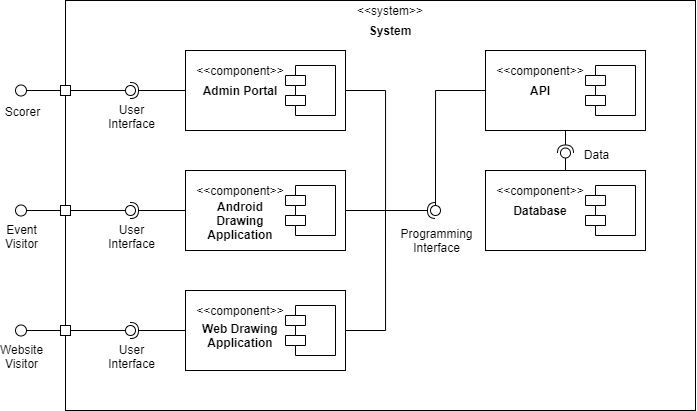 <<system>>
System
<<component>>
Admin Portal
<<component>>
API
Scorer
User
Interface
Data
<<component>>
Android
Drawing
Application
<<component>>
Database
Event
Visitor
User
Interface
Programming
Interface
<<component>>
Web Drawing
Application
Website
Visitor
User
Interface